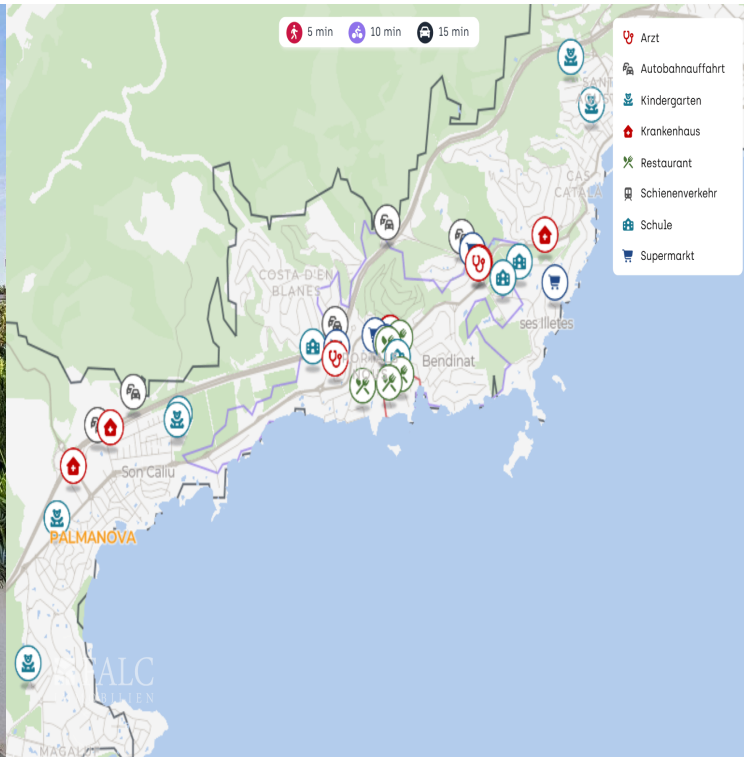 5 min
10 min
15 min
Arzt
Autobahnauffahrt
Kindergarten
Krankenhaus
Restaurant
Schienenverkehr
Schule
Supermarkt
CAS
COSTA D'EN
BLANES
ses Illetes
Bendinat
Son Caliu
PALMANOVA
ALC